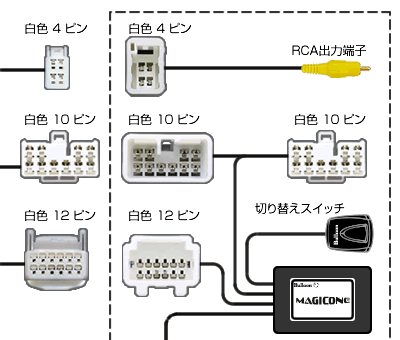 白色 4 ピン
白色 4 ピン
RCA出力端子
白色 10 ピン
白色 10 ピン
白色 10 ピン
白色 12 ピン
白色 12 ピン
切り替えスイッチ
Bullcon
MAGICONE